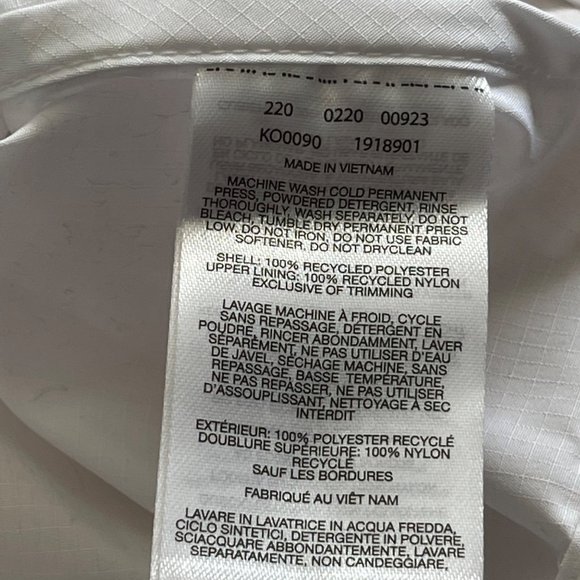 220 0220 00923
KO0090 1918901
MADE IN VIETNAM
MACHINE WASH COLD PERMANENT
PRESS, POWDERED DETERGENT, RINSE
THOROUGHLY, WASH SEPARATELY, DO NOT
BLEACH, TUMBLE DRY PERMANENT PRESS
LOW, DO NOT IRON, DO NOT USE FABRIC
SOFTENER. DO NOT DRYCLEAN
SHELL: 100% RECYCLED POLYESTER
UPPER LINING: 100% RECYCLED NYLON
EXCLUSIVE OF TRIMMING
LAVAGE MACHINE À FROID, CYCLE
SANS REPASSAGE, DÉTERGENT EN
POUDRE, RINCER ABONDAMMENT, LAVER
SÉPARÉMENT, NE PAS UTILISER D'EAU
DE JAVEL, SÉCHAGE MACHINE, SANS
REPASSAGE, BASSE TEMPÉRATURE,
NE PAS REPASSER, NE PAS UTILISER
D'ASSOUPLISSANT, NETTOYAGE À SEC
INTERDIT
EXTÉRIEUR: 100% POLYESTER RECYCLÉ
DOUBLURE SUPÉRIEURE: 100% NYLON
RECYCLÉ
SAUF LES BORDURES
FABRIQUÉ AU VIÊT NAM
LAVARE IN LAVATRICE IN ACQUA FREDDA,
CICLO SINTETICI, DETERGENTE IN POLVERE,
SCIACQUARE ABBONDANTEMENTE, LAVARE
SEPARATAMENTE, NON CANDEGGIARE,